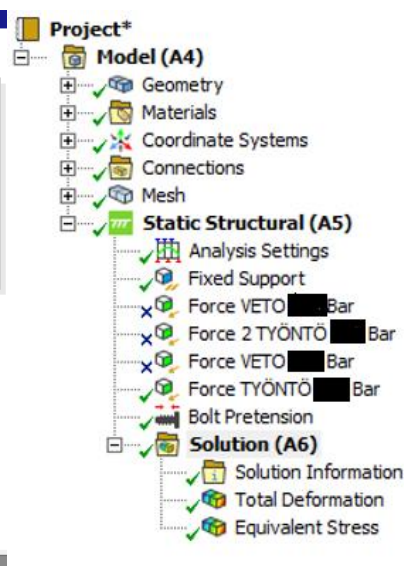 Project*
Model (A4)
Geometry
Materials
Coordinate Systems
Connections
Mesh
Static Structural (A5)
Analysis Settings
Fixed Support
Force VETO Bar
Force 2 TYÖNTÖ Bar
Force VETO Bar
Force TYÖNTÖ Bar
Bolt Pretension
Solution (A6)
Solution Information
Total Deformation
Equivalent Stress